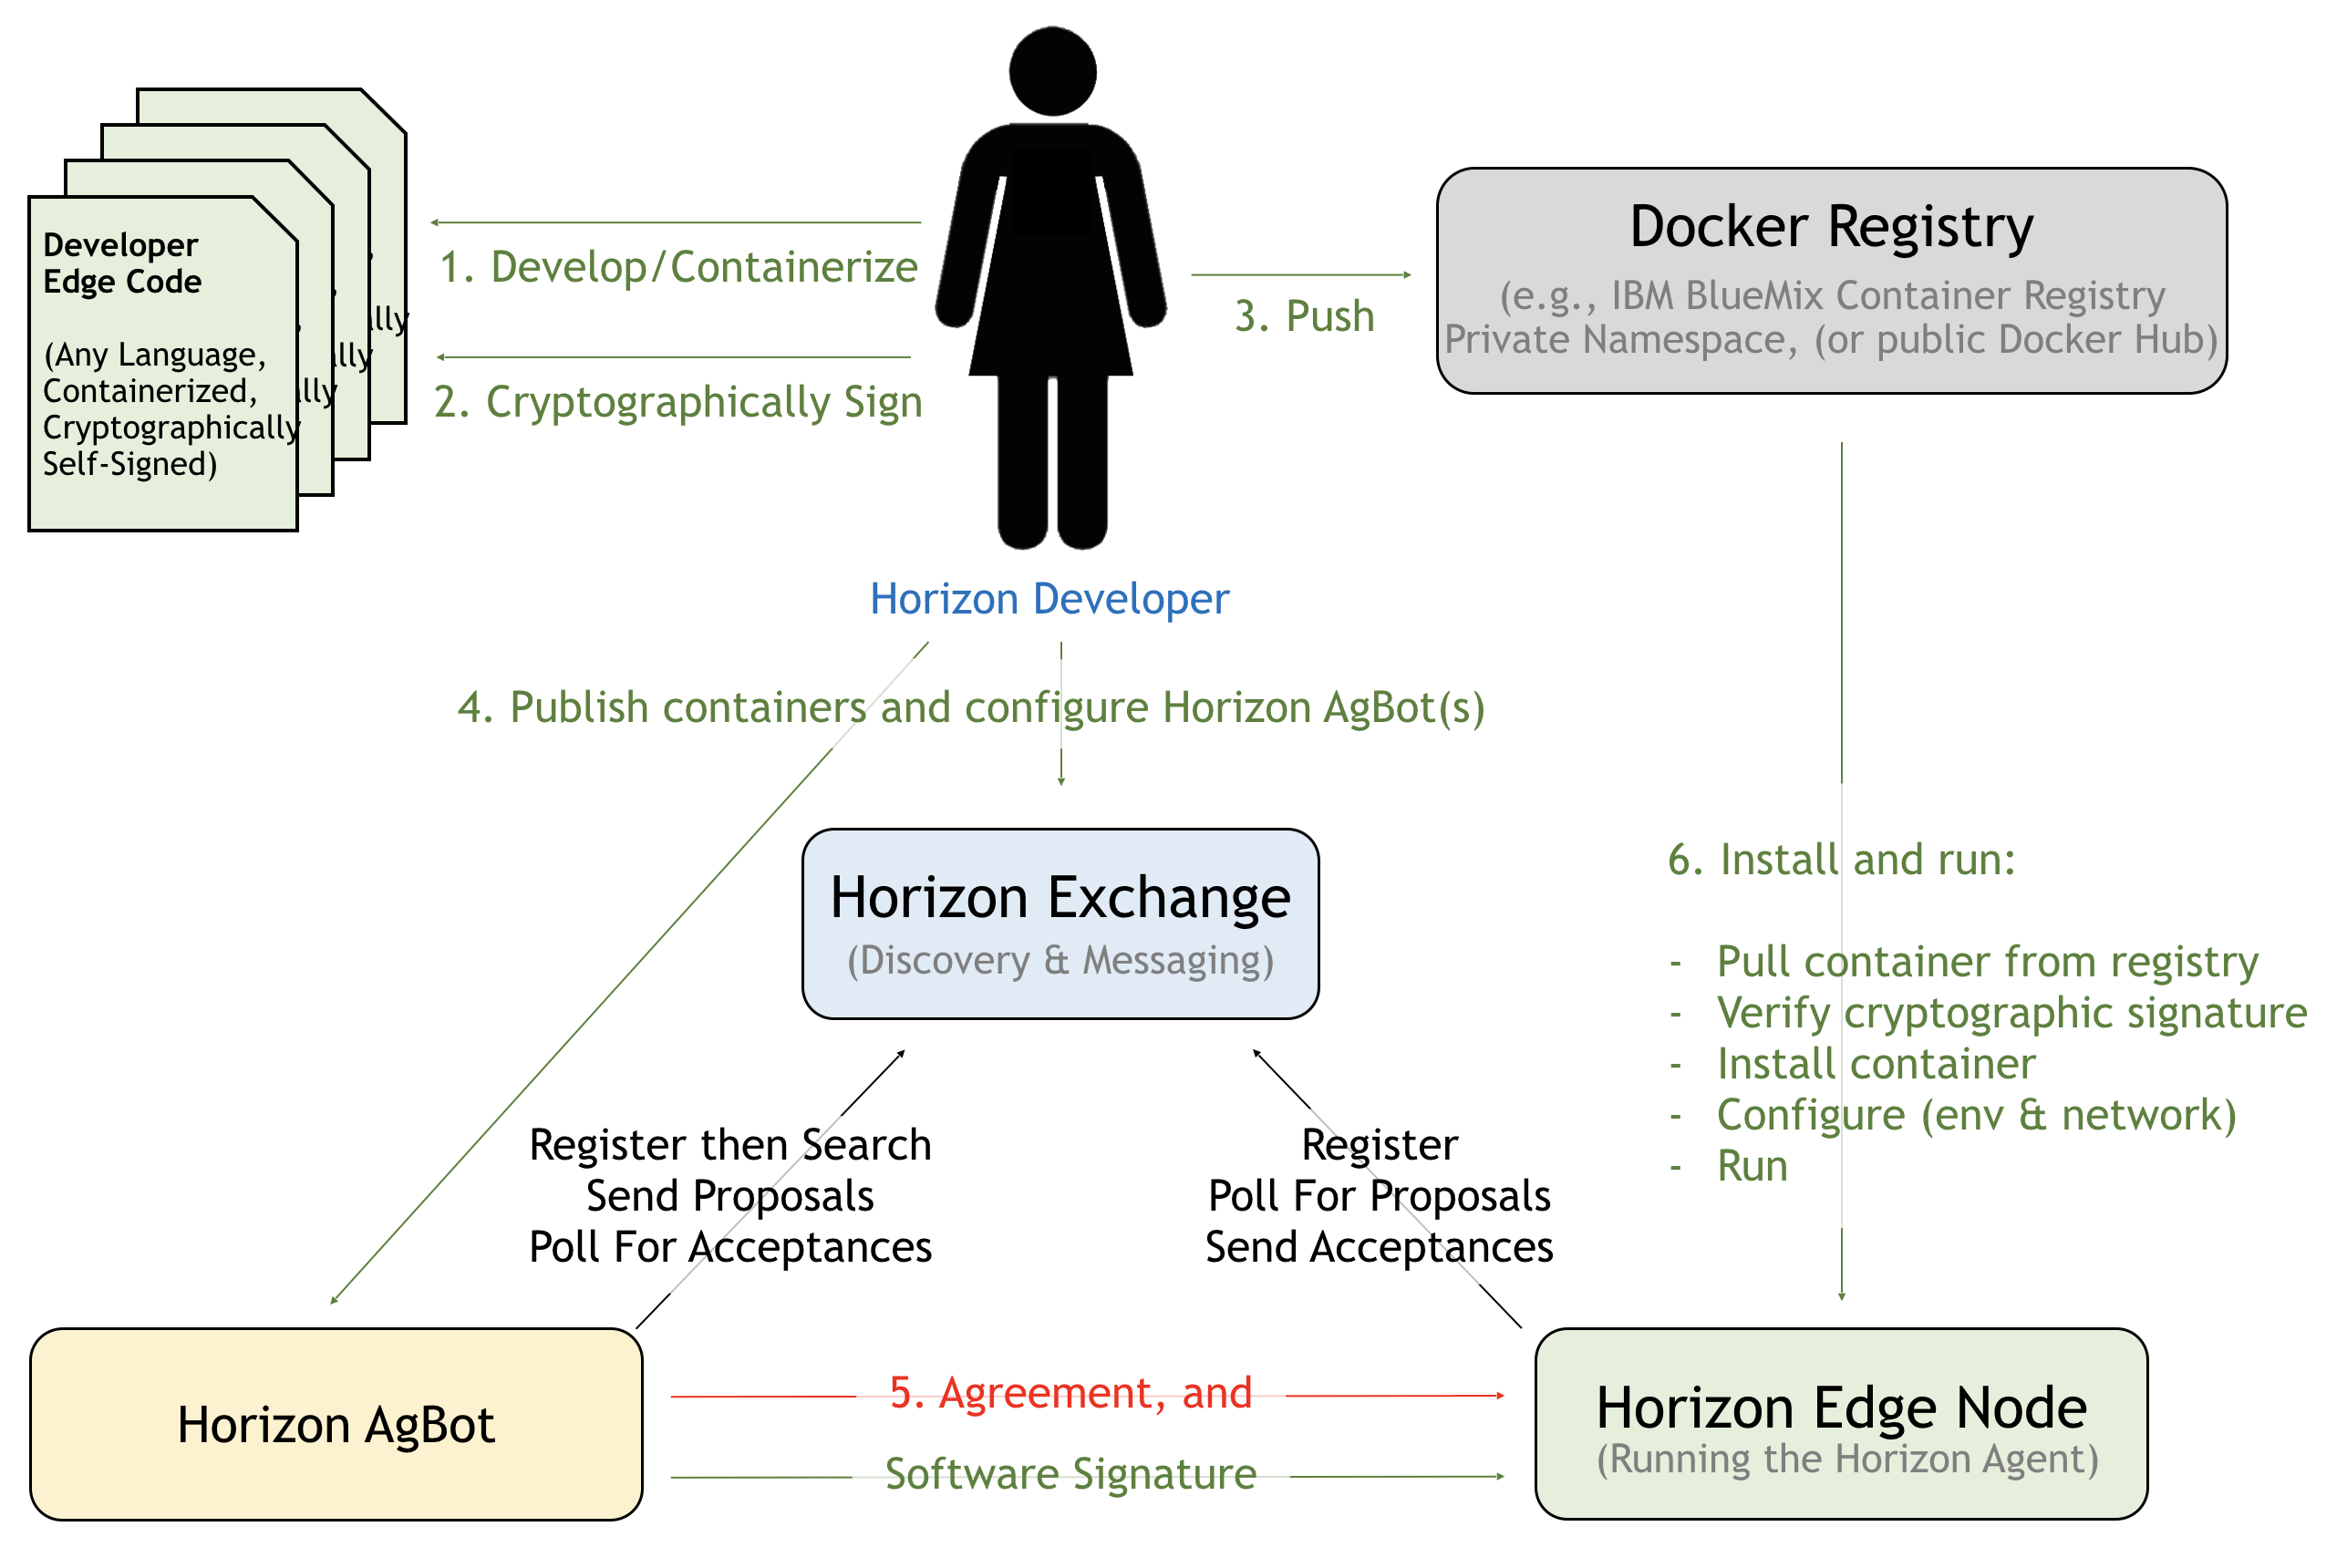 Developer
Edge Code
(Any Language,
Containerized,
Cryptographically
Self-Signed)
,
,
,
ally
ally
ally
1. Develop/Containerize
2. Cryptographically Sign
3. Push
Docker Registry
(e.g., IBM BlueMix Container Registry
Private Namespace, (or public Docker Hub)
Horizon Developer
4. Publish containers and configure Horizon AgBot(s)
Horizon Exchange
(Discovery & Messaging)
6. Install and run:
- Pull container from registry
- Verify cryptographic signature
- Install container
- Configure (env & network)
- Run
Register then Search
Send Proposals
Poll For Acceptances
Register
Poll For Proposals
Send Acceptances
Horizon AgBot
5. Agreement, and
Software Signature
Horizon Edge Node
(Running the Horizon Agent)